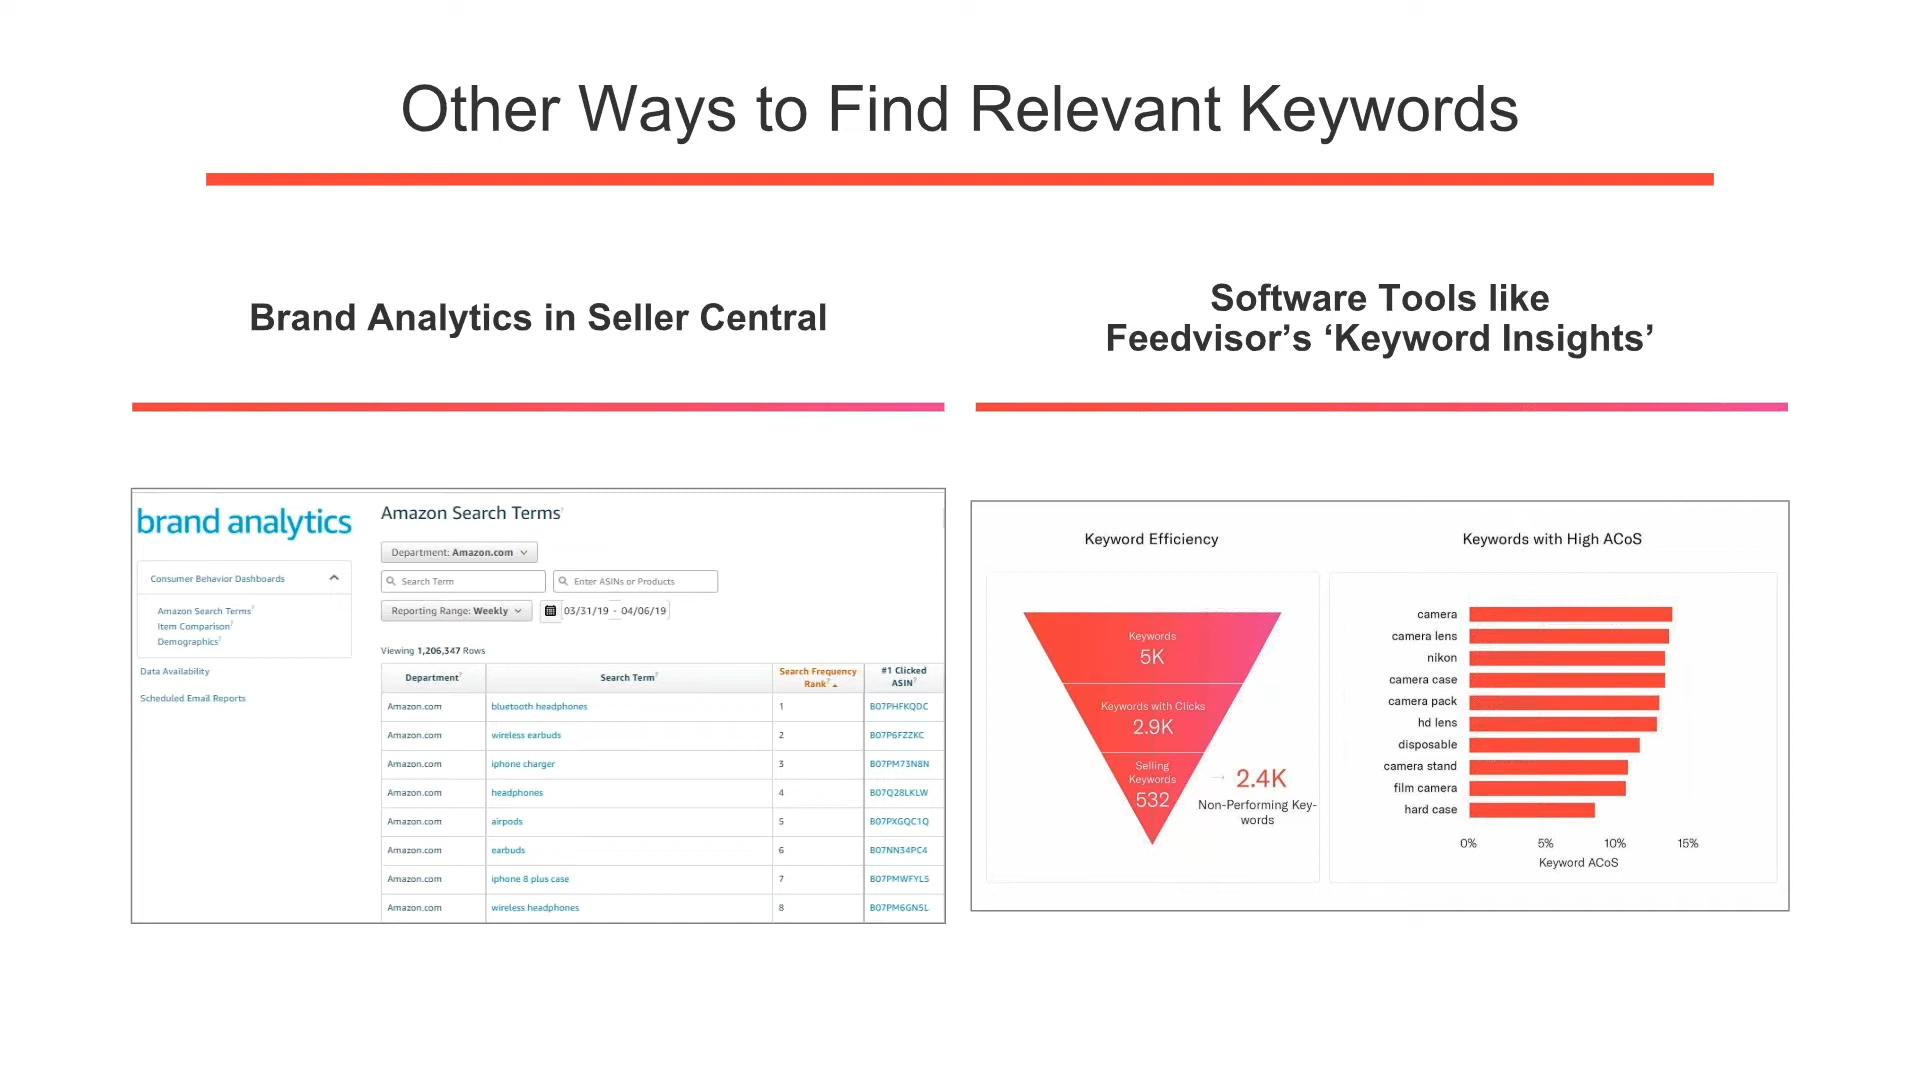 Other Ways to Find Relevant Keywords
Brand Analytics in Seller Central
brand analytics
Consumer Behavior Dashboards
Amazon Search Terms?
Item Comparison?
Demographics?
Data Availability
Scheduled Email Reports
Amazon Search Terms?
Department: Amazon.com
Search Term
Enter ASINs or Products
Reporting Range: Weekly
03/31/19 - 04/06/19
Viewing 1,206,347 Rows
Department? Search Term? Search Frequency Rank? #1 Clicked ASIN?
Amazon.com bluetooth headphones 1 B07PHFKQDC
Amazon.com wireless earbuds 2 B07P6FZZKC
Amazon.com iphone charger 3 B07PM73N8N
Amazon.com headphones 4 B07Q28LKLW
Amazon.com airpods 5 B07PXGQC1Q
Amazon.com earbuds 6 B07NN34PC4
Amazon.com iphone 8 plus case 7 B07PMWFYL5
Amazon.com wireless headphones 8 B07PM6GN5L
Software Tools like
Feedvisor’s ‘Keyword Insights’
Keyword Efficiency
Keywords
5K
Keywords with Clicks
2.9K
Selling
Keywords
532
→ 2.4K
Non-Performing Key-
words
Keywords with High ACoS
camera
camera lens
nikon
camera case
camera pack
hd lens
disposable
camera stand
film camera
hard case
0% 5% 10% 15%
Keyword ACoS